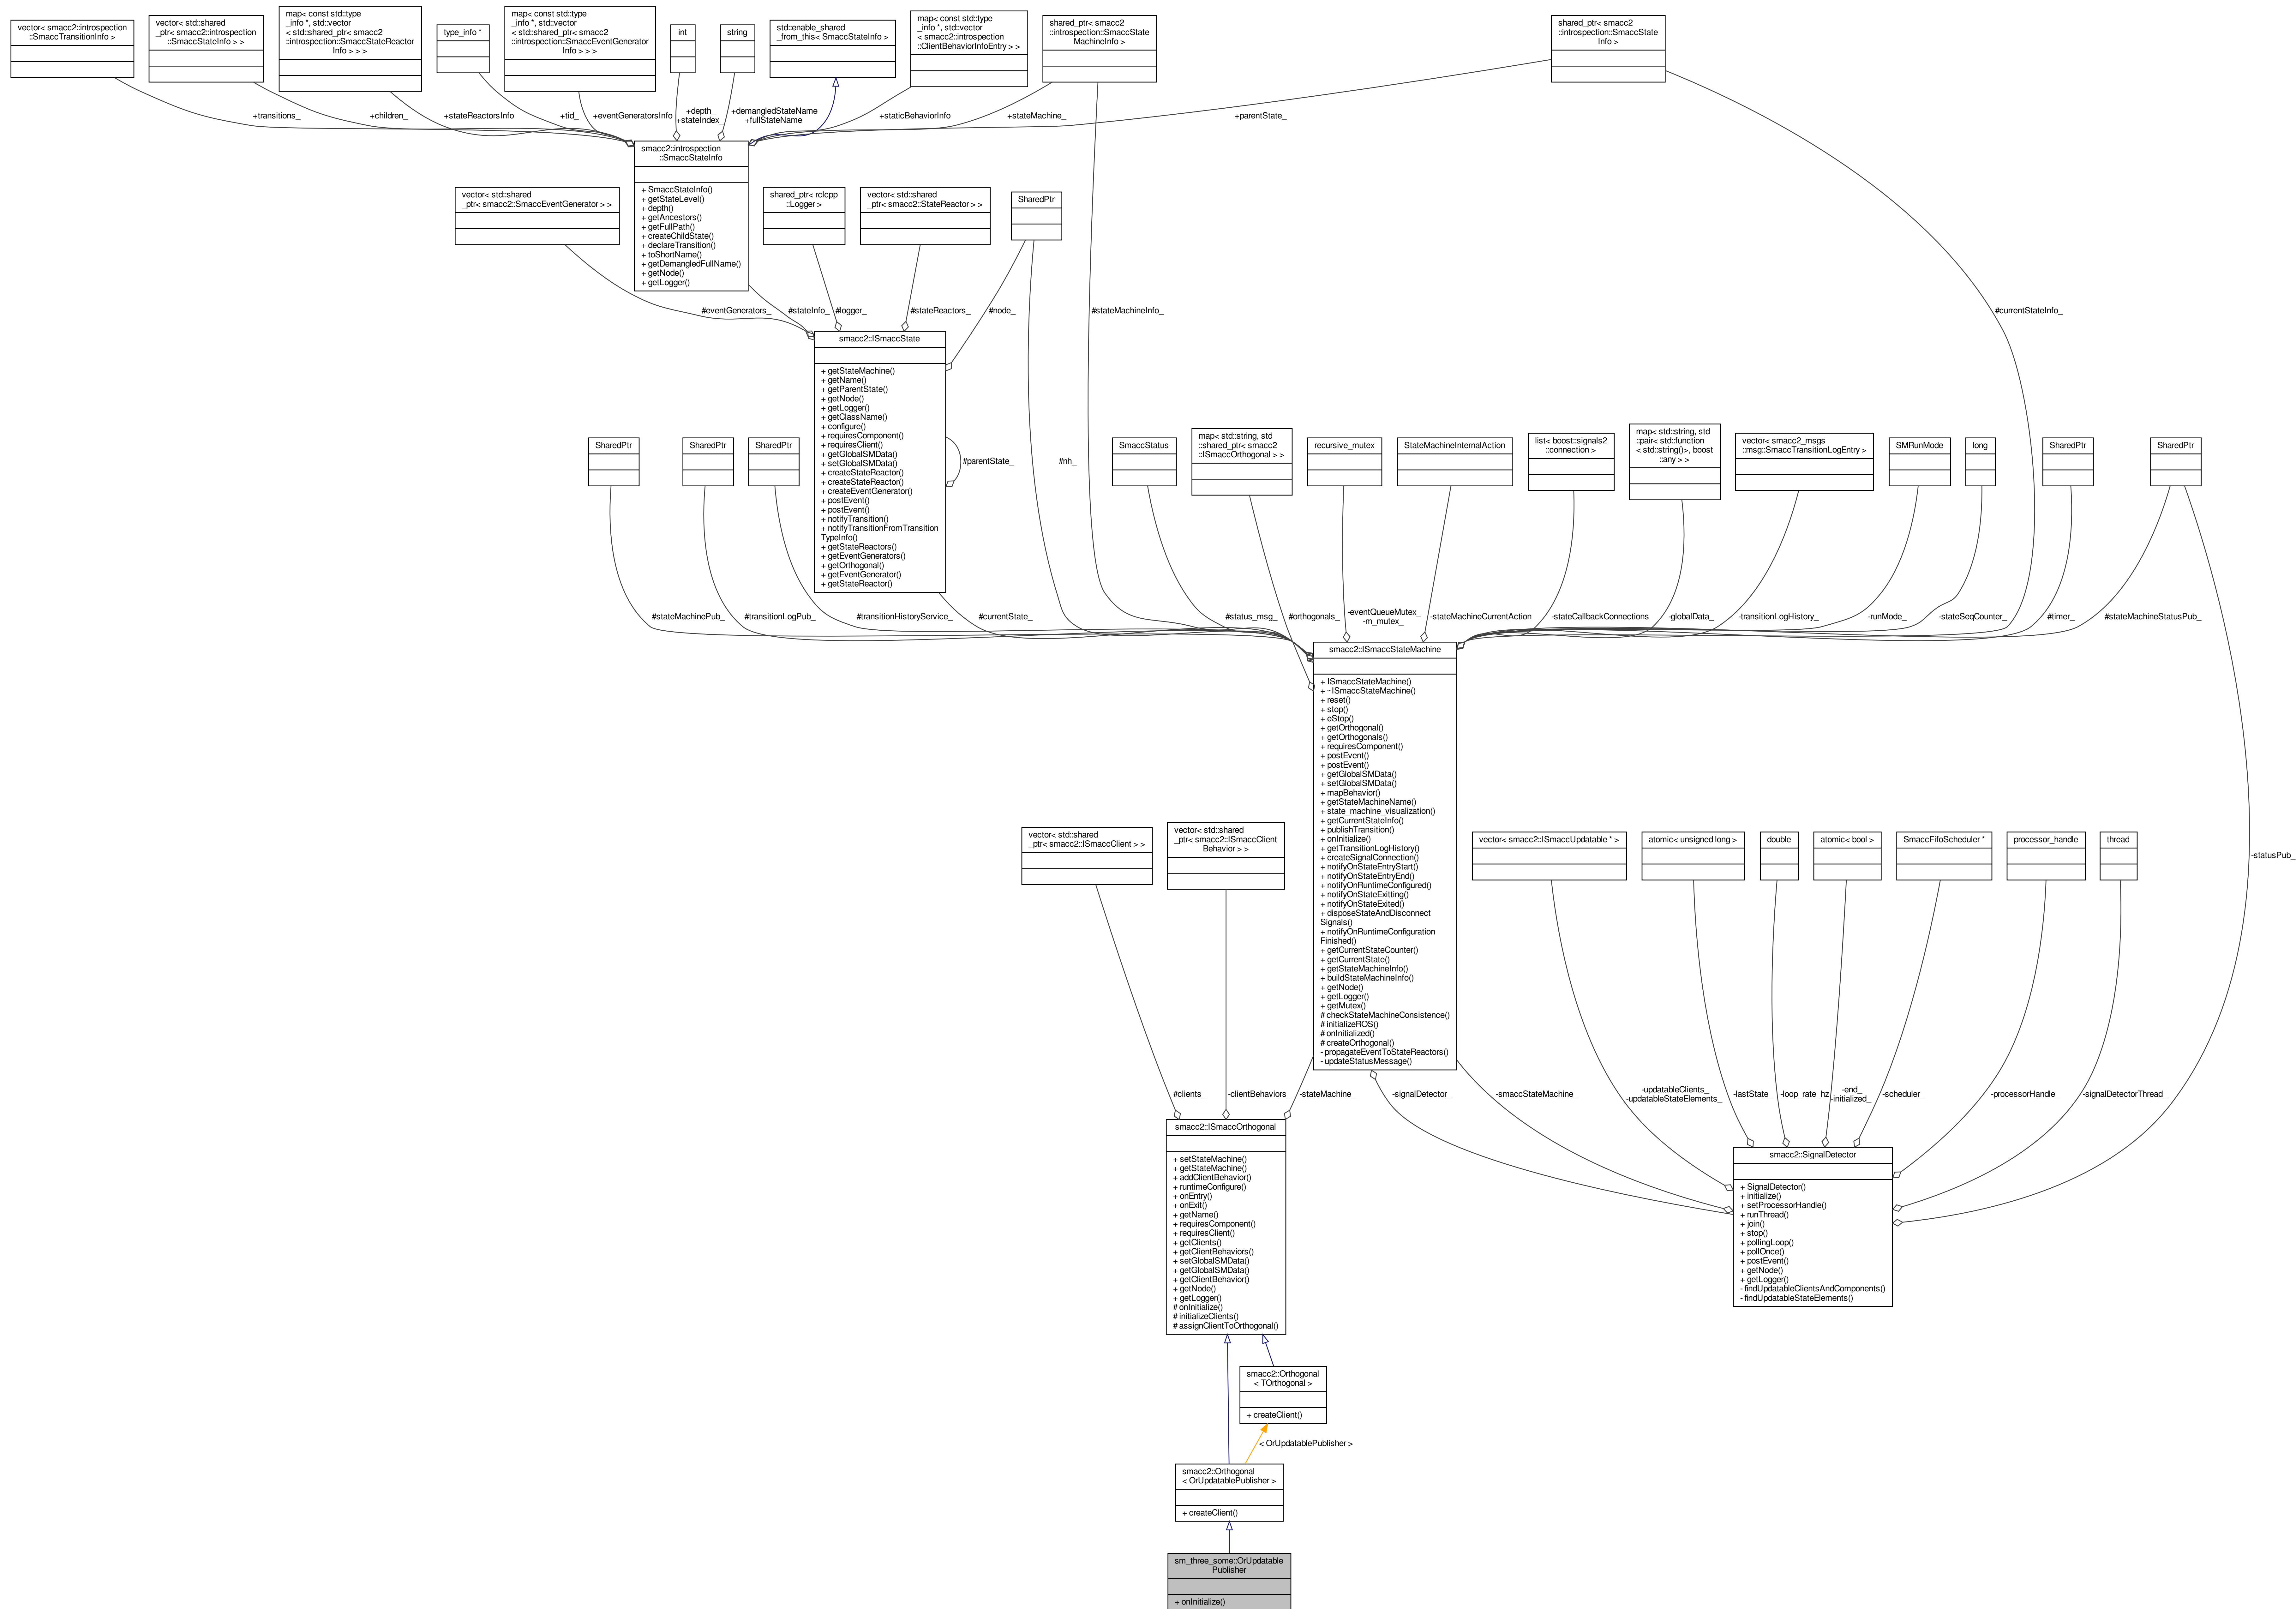 vector< smacc2::introspection
::SmaccTransitionInfo >
vector< std::shared
_ptr< smacc2::introspection
::SmaccStateInfo > >
map< const std::type
_info *, std::vector
< std::shared_ptr< smacc2
::introspection::SmaccStateReactor
Info > > >
type_info *
map< const std::type
_info *, std::vector
< std::shared_ptr< smacc2
::introspection::SmaccEventGenerator
Info > > >
int
string
std::enable_shared
_from_this< SmaccStateInfo >
map< const std::type
_info *, std::vector
< smacc2::introspection
::ClientBehaviorInfoEntry > >
shared_ptr< smacc2
::introspection::SmaccState
MachineInfo >
shared_ptr< smacc2
::introspection::SmaccState
Info >
+transitions_
+children_
+stateReactorsInfo
+tid_
+eventGeneratorsInfo
+depth_
+stateIndex_
+demangledStateName
+fullStateName
+staticBehaviorInfo
+stateMachine_
+parentState_
smacc2::introspection
::SmaccStateInfo
+ SmaccStateInfo()
+ getStateLevel()
+ depth()
+ getAncestors()
+ getFullPath()
+ createChildState()
+ declareTransition()
+ toShortName()
+ getDemangledFullName()
+ getNode()
+ getLogger()
vector< std::shared
_ptr< smacc2::SmaccEventGenerator > >
shared_ptr< rclcpp
::Logger >
vector< std::shared
_ptr< smacc2::StateReactor > >
SharedPtr
#eventGenerators_
#stateInfo_
#logger_
#stateReactors_
#node_
#stateMachineInfo_
#currentStateInfo_
smacc2::ISmaccState
+ getStateMachine()
+ getName()
+ getParentState()
+ getNode()
+ getLogger()
+ getClassName()
+ configure()
+ requiresComponent()
+ requiresClient()
+ getGlobalSMData()
+ setGlobalSMData()
+ createStateReactor()
+ createStateReactor()
+ createEventGenerator()
+ postEvent()
+ postEvent()
+ notifyTransition()
+ notifyTransitionFromTransition
TypeInfo()
+ getStateReactors()
+ getEventGenerators()
+ getOrthogonal()
+ getEventGenerator()
+ getStateReactor()
#parentState_
#nh_
SharedPtr
SharedPtr
SharedPtr
SmaccStatus
map< std::string, std
::shared_ptr< smacc2
::ISmaccOrthogonal > >
recursive_mutex
StateMachineInternalAction
list< boost::signals2
::connection >
map< std::string, std
::pair< std::function
< std::string()>, boost
::any > >
vector< smacc2_msgs
::msg::SmaccTransitionLogEntry >
SMRunMode
long
SharedPtr
SharedPtr
#stateMachinePub_
#transitionLogPub_
#transitionHistoryService_
#currentState_
#status_msg_
#orthogonals_
-eventQueueMutex_
-m_mutex_
-stateMachineCurrentAction
-stateCallbackConnections
-globalData_
-transitionLogHistory_
-runMode_
-stateSeqCounter_
#timer_
#stateMachineStatusPub_
smacc2::ISmaccStateMachine
+ ISmaccStateMachine()
+ ~ISmaccStateMachine()
+ reset()
+ stop()
+ eStop()
+ getOrthogonal()
+ getOrthogonals()
+ requiresComponent()
+ postEvent()
+ postEvent()
+ getGlobalSMData()
+ setGlobalSMData()
+ mapBehavior()
+ getStateMachineName()
+ state_machine_visualization()
+ getCurrentStateInfo()
+ publishTransition()
+ onInitialize()
+ getTransitionLogHistory()
+ createSignalConnection()
+ notifyOnStateEntryStart()
+ notifyOnStateEntryEnd()
+ notifyOnRuntimeConfigured()
+ notifyOnStateExitting()
+ notifyOnStateExited()
+ disposeStateAndDisconnect
Signals()
+ notifyOnRuntimeConfiguration
Finished()
+ getCurrentStateCounter()
+ getCurrentState()
+ getStateMachineInfo()
+ buildStateMachineInfo()
+ getNode()
+ getLogger()
+ getMutex()
# checkStateMachineConsistence()
# initializeROS()
# onInitialized()
# createOrthogonal()
- propagateEventToStateReactors()
- updateStatusMessage()
vector< std::shared
_ptr< smacc2::ISmaccClient > >
vector< std::shared
_ptr< smacc2::ISmaccClient
Behavior > >
vector< smacc2::ISmaccUpdatable * >
atomic< unsigned long >
double
atomic< bool >
SmaccFifoScheduler *
processor_handle
thread
-statusPub_
#clients_
-clientBehaviors_
-stateMachine_
-signalDetector_
-smaccStateMachine_
-updatableClients_
-updatableStateElements_
-lastState_
-loop_rate_hz
-end_
-initialized_
-scheduler_
-processorHandle_
-signalDetectorThread_
smacc2::ISmaccOrthogonal
+ setStateMachine()
+ getStateMachine()
+ addClientBehavior()
+ runtimeConfigure()
+ onEntry()
+ onExit()
+ getName()
+ requiresComponent()
+ requiresClient()
+ getClients()
+ getClientBehaviors()
+ setGlobalSMData()
+ getGlobalSMData()
+ getClientBehavior()
+ getNode()
+ getLogger()
# onInitialize()
# initializeClients()
# assignClientToOrthogonal()
smacc2::SignalDetector
+ SignalDetector()
+ initialize()
+ setProcessorHandle()
+ runThread()
+ join()
+ stop()
+ pollingLoop()
+ pollOnce()
+ postEvent()
+ getNode()
+ getLogger()
- findUpdatableClientsAndComponents()
- findUpdatableStateElements()
smacc2::Orthogonal
< TOrthogonal >
+ createClient()
< OrUpdatablePublisher >
smacc2::Orthogonal
< OrUpdatablePublisher >
+ createClient()
sm_three_some::OrUpdatable
Publisher
+ onInitialize()